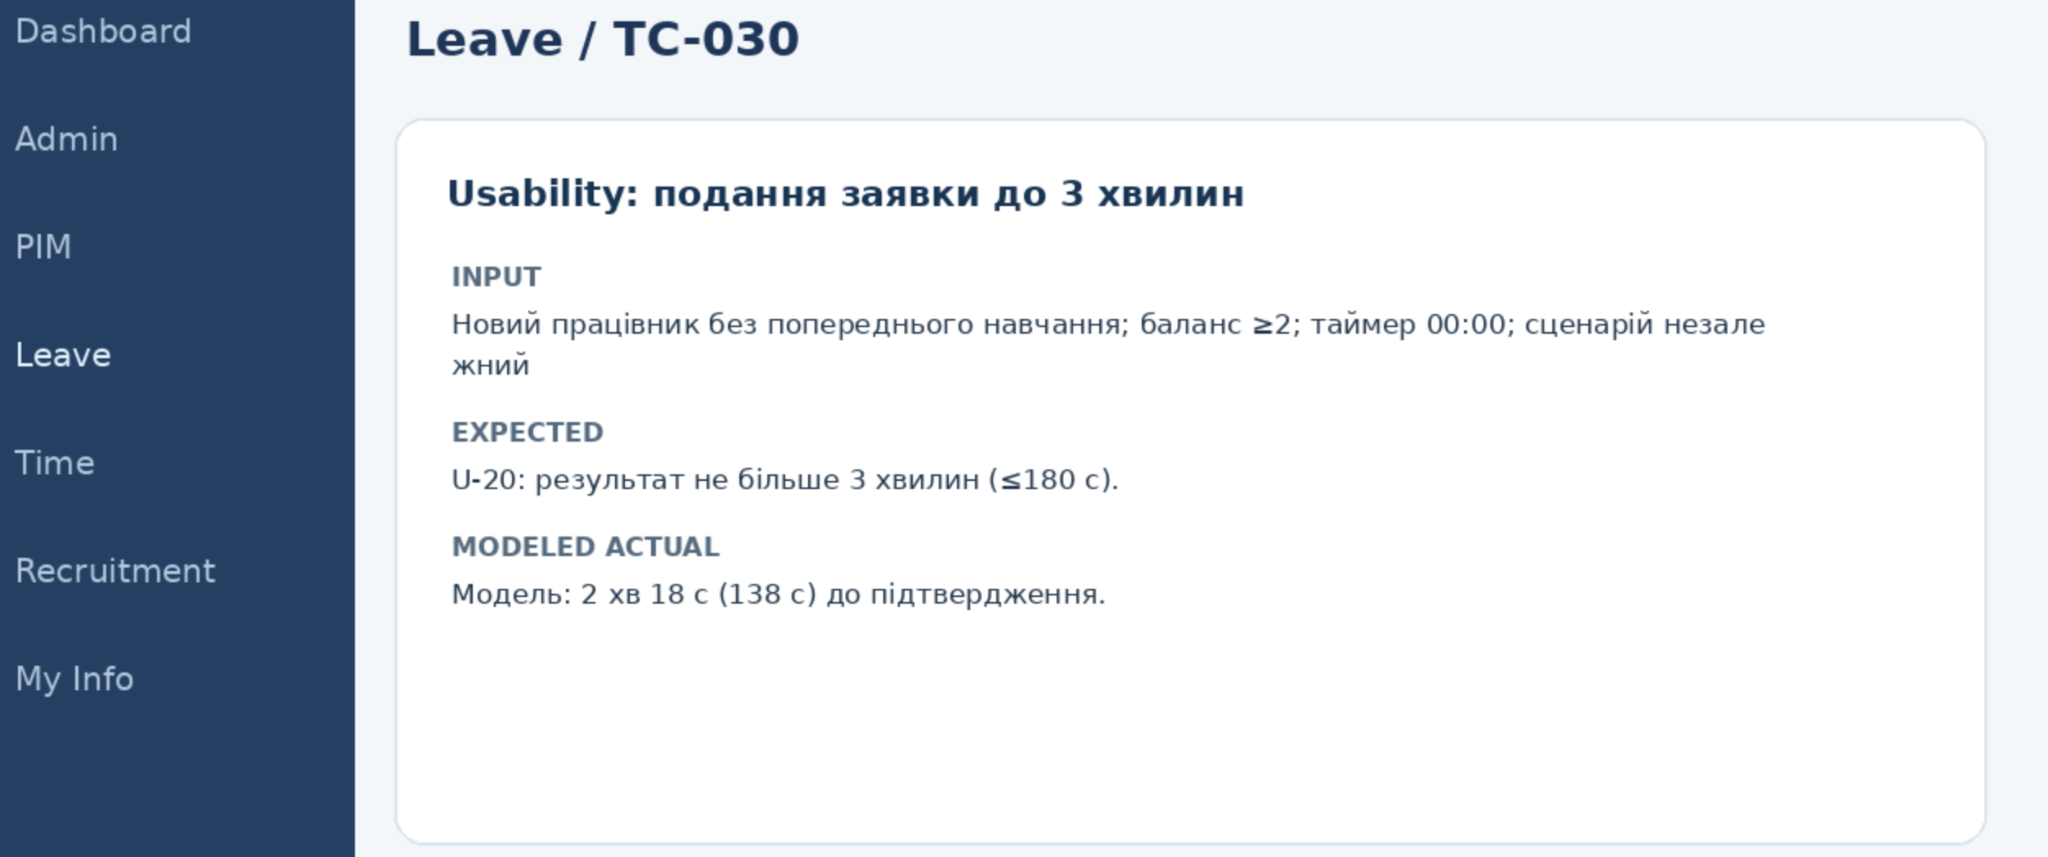 Dashboard
Admin
PIM
Leave
Time
Recruitment
My Info
Leave / TC-030
Usability: подання заявки до 3 хвилин
INPUT
Новий працівник без попереднього навчання; баланс ≥2; таймер 00:00; сценарій незале
жний
EXPECTED
U-20: результат не більше 3 хвилин (≤180 с).
MODELED ACTUAL
Модель: 2 хв 18 с (138 с) до підтвердження.